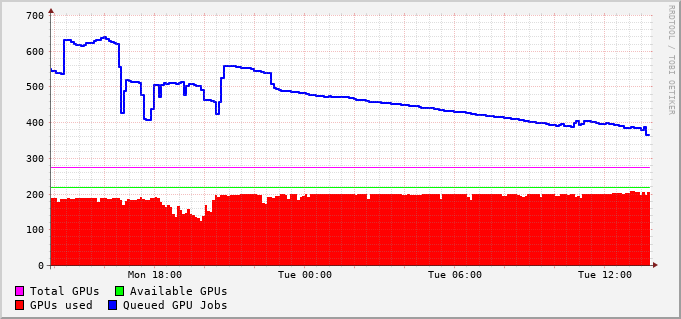 700
600
500
400
300
200
100
0
Mon 18:00 Tue 00:00 Tue 06:00 Tue 12:00
Total GPUs Available GPUs
GPUs used Queued GPU Jobs
RRDTOOL / TOBI OETIKER